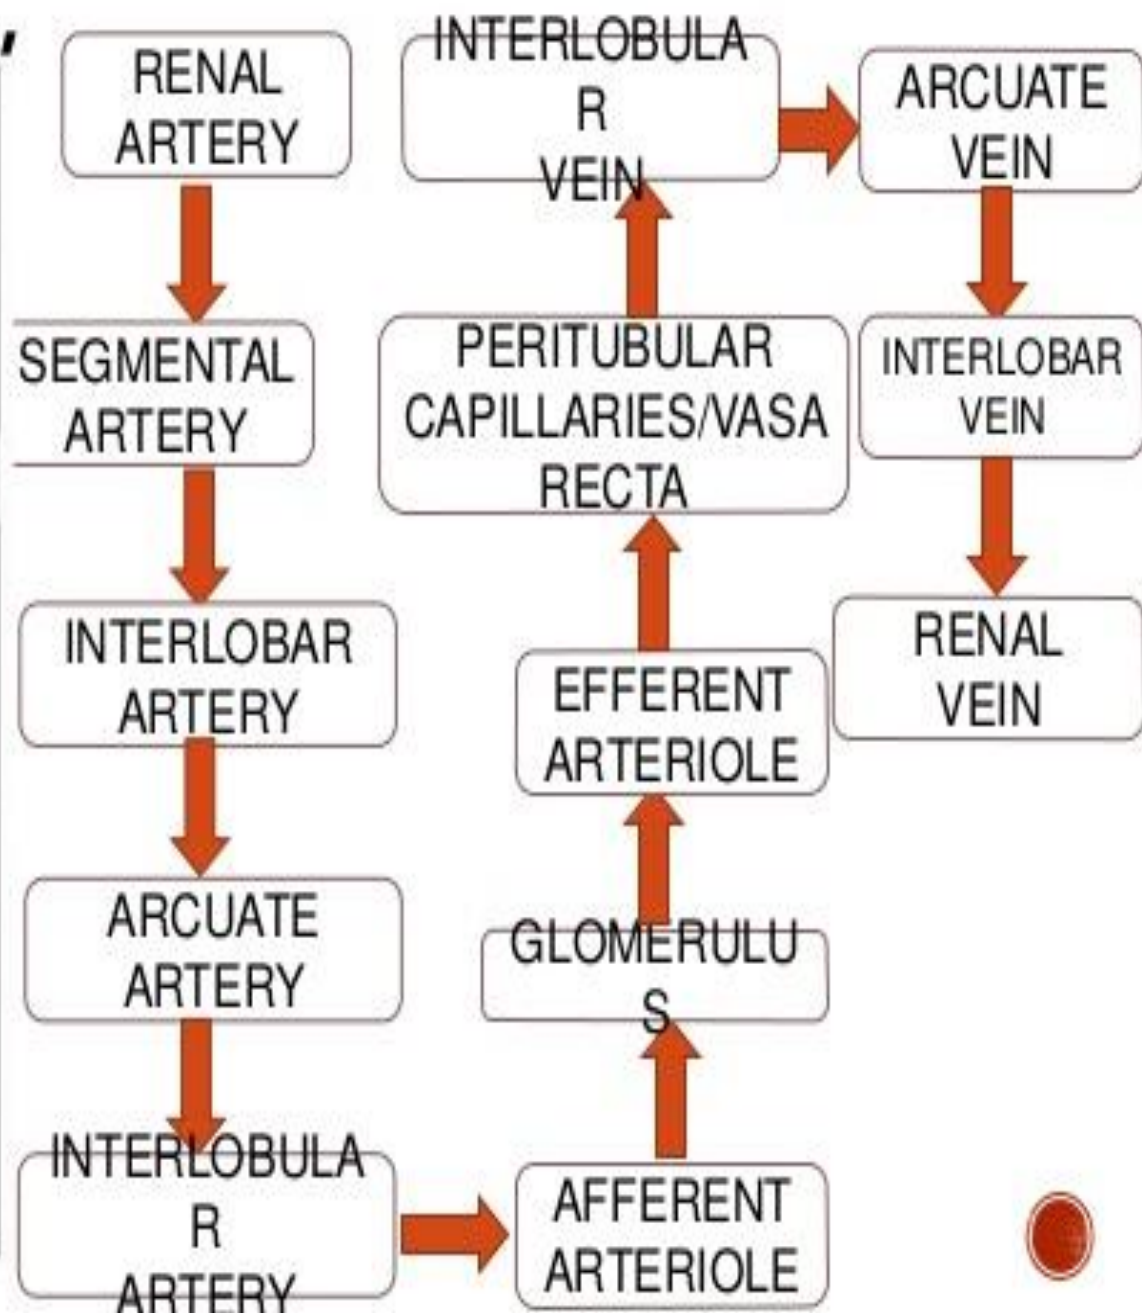 RENAL
ARTERY
SEGMENTAL
ARTERY
INTERLOBAR
ARTERY
ARCUATE
ARTERY
INTERLOBULA
R
ARTERY
AFFERENT
ARTERIOLE
GLOMERULU
S
EFFERENT
ARTERIOLE
PERITUBULAR
CAPILLARIES/VASA
RECTA
INTERLOBULA
R
VEIN
ARCUATE
VEIN
INTERLOBAR
VEIN
RENAL
VEIN